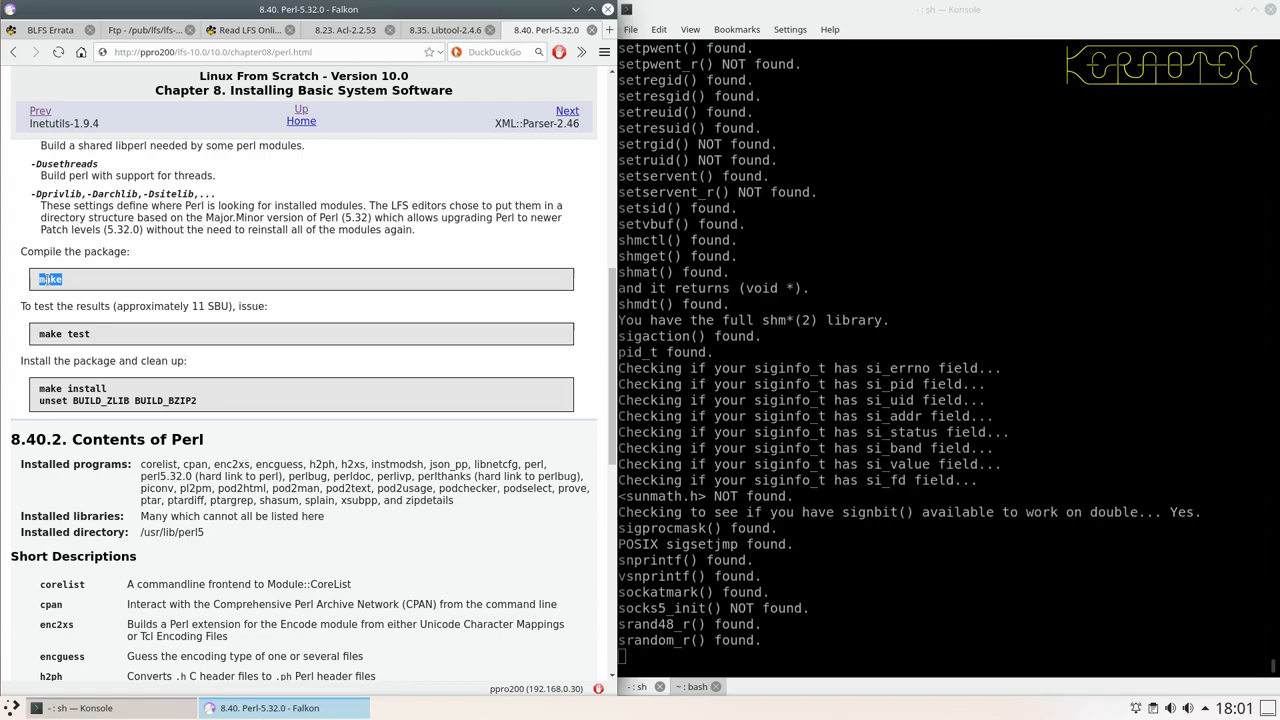 8.40. Perl-5.32.0 - Falkon
BLFS Errata
Ftp - /pub/lfs/lfs-...
Read LFS Onli...
8.23. Acl-2.2.53
8.35. Libtool-2.4.6
8.40. Perl-5.32.0
http://ppro200/lfs-10.0/10.0/chapter08/perl.html
DuckDuckGo
Linux From Scratch - Version 10.0
Chapter 8. Installing Basic System Software
Prev
Up
Next
Inetutils-1.9.4
Home
XML::Parser-2.46
Build a shared libperl needed by some perl modules.
-Dusethreads
Build perl with support for threads.
-Dprivlib,-Darchlib,-Dsitelib,...
These settings define where Perl is looking for installed modules. The LFS editors chose to put them in a
directory structure based on the Major.Minor version of Perl (5.32) which allows upgrading Perl to newer
Patch levels (5.32.0) without the need to reinstall all of the modules again.
Compile the package:
make
To test the results (approximately 11 SBU), issue:
make test
Install the package and clean up:
make install
unset BUILD_ZLIB BUILD_BZIP2
8.40.2. Contents of Perl
Installed programs: corelist, cpan, enc2xs, encguess, h2ph, h2xs, instmodsh, json_pp, libnetcfg, perl,
perl5.32.0 (hard link to perl), perlbug, perldoc, perlivp, perlthanks (hard link to perlbug),
piconv, pl2pm, pod2html, pod2man, pod2text, pod2usage, podchecker, podselect, prove,
ptar, ptardiff, ptargrep, shasum, splain, xsubpp, and zipdetails
Installed libraries: Many which cannot all be listed here
Installed directory: /usr/lib/perl5
Short Descriptions
corelist A commandline frontend to Module::CoreList
cpan Interact with the Comprehensive Perl Archive Network (CPAN) from the command line
enc2xs Builds a Perl extension for the Encode module from either Unicode Character Mappings
or Tcl Encoding Files
encguess Guess the encoding type of one or several files
h2ph Converts .h C header files to .ph Perl header files
ppro200 (192.168.0.30)
- : sh — Konsole
File Edit View Bookmarks Settings Help
KERNOTEX
setpwent() found.
setpwent_r() NOT found.
setregid() found.
setresgid() found.
setreuid() found.
setresuid() found.
setrgid() NOT found.
setruid() NOT found.
setservent() found.
setservent_r() NOT found.
setsid() found.
setvbuf() found.
shmctl() found.
shmget() found.
shmat() found.
and it returns (void *).
shmdt() found.
You have the full shm*(2) library.
sigaction() found.
pid_t found.
Checking if your siginfo_t has si_errno field...
Checking if your siginfo_t has si_pid field...
Checking if your siginfo_t has si_uid field...
Checking if your siginfo_t has si_addr field...
Checking if your siginfo_t has si_status field...
Checking if your siginfo_t has si_band field...
Checking if your siginfo_t has si_value field...
Checking if your siginfo_t has si_fd field...
<sunmath.h> NOT found.
Checking to see if you have signbit() available to work on double... Yes.
sigprocmask() found.
POSIX sigsetjmp found.
snprintf() found.
vsnprintf() found.
sockatmark() found.
socks5_init() NOT found.
srand48_r() found.
srandom_r() found.
- : sh
~ : bash
- : sh — Konsole
8.40. Perl-5.32.0 - Falkon
18:01